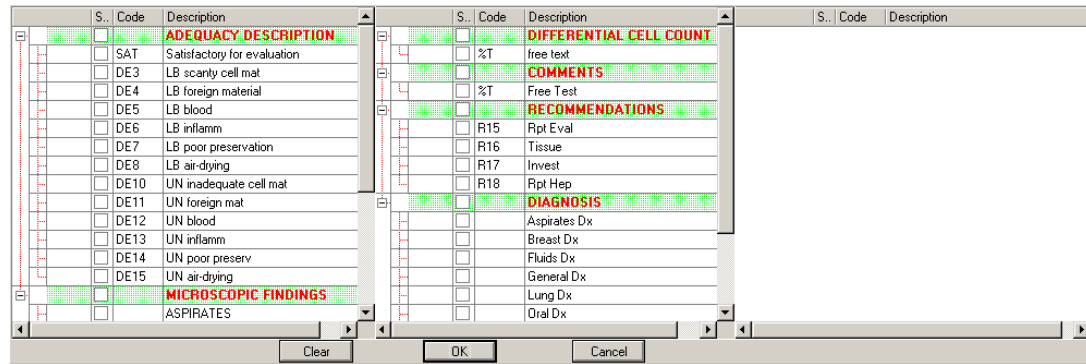 S.. Code Description
ADEQUACY DESCRIPTION
SAT Satisfactory for evaluation
DE3 LB scanty cell mat
DE4 LB foreign material
DE5 LB blood
DE6 LB inflamm
DE7 LB poor preservation
DE8 LB air-drying
DE10 UN inadequate cell mat
DE11 UN foreign mat
DE12 UN blood
DE13 UN inflamm
DE14 UN poor preserv
DE15 UN air-drying
MICROSCOPIC FINDINGS
ASPIRATES
S.. Code Description
DIFFERENTIAL CELL COUNT
%T free text
COMMENTS
%T Free Test
RECOMMENDATIONS
R15 Rpt Eval
R16 Tissue
R17 Invest
R18 Rpt Hep
DIAGNOSIS
Aspirates Dx
Breast Dx
Fluids Dx
General Dx
Lung Dx
Oral Dx
S.. Code Description
Clear OK Cancel